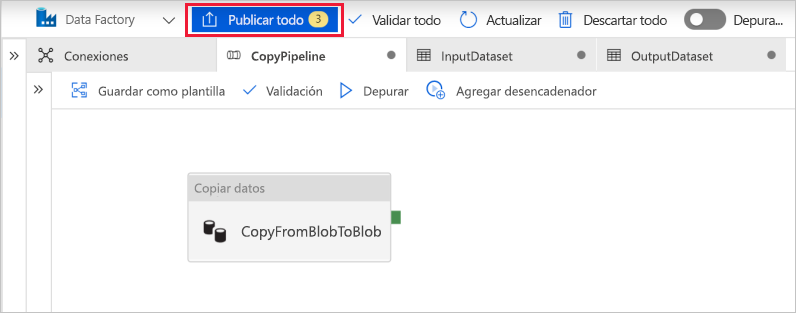 Data Factory Publicar todo 3 Validar todo Actualizar Descartar todo Depura...
Conexiones CopyPipeline InputDataset OutputDataset
Guardar como plantilla Validación Depurar Agregar desencadenador
Copiar datos
CopyFromBlobToBlob